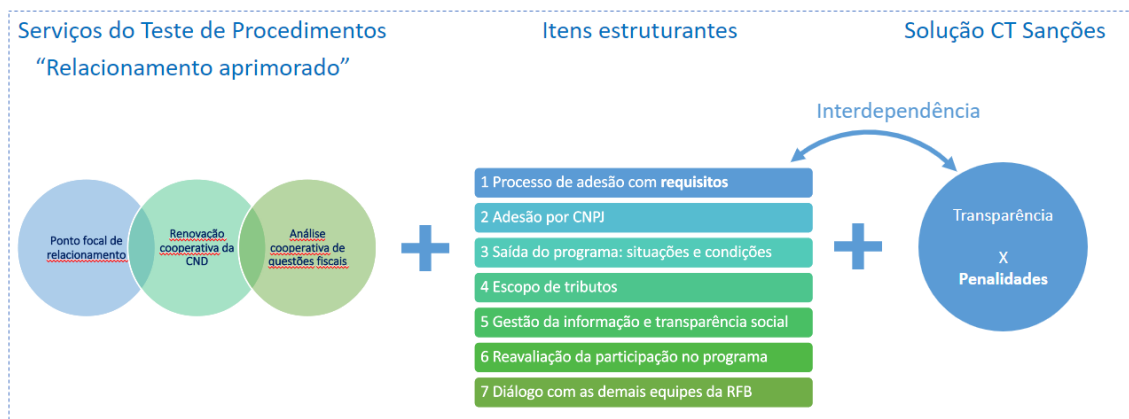 Serviços do Teste de Procedimentos
“Relacionamento aprimorado”
Itens estruturantes
Solução CT Sanções
Interdependência
Ponto focal de
relacionamento
Renovação
cooperativa da
CND
Análise
cooperativa de
questões fiscais
1 Processo de adesão com requisitos
2 Adesão por CNPJ
3 Saída do programa: situações e condições
4 Escopo de tributos
5 Gestão da informação e transparência social
6 Reavaliação da participação no programa
7 Diálogo com as demais equipes da RFB
Transparência
X
Penalidades